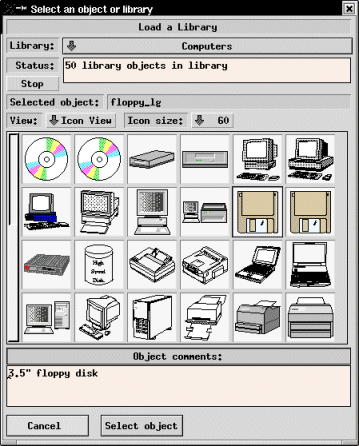 Select an object or library
Load a Library
Library: Computers
Status: 50 library objects in library
Stop
Selected object: floppy_lg
View: Icon View Icon size: 60
High
Speed
Disk
Object comments:
3.5" floppy disk
Cancel Select object